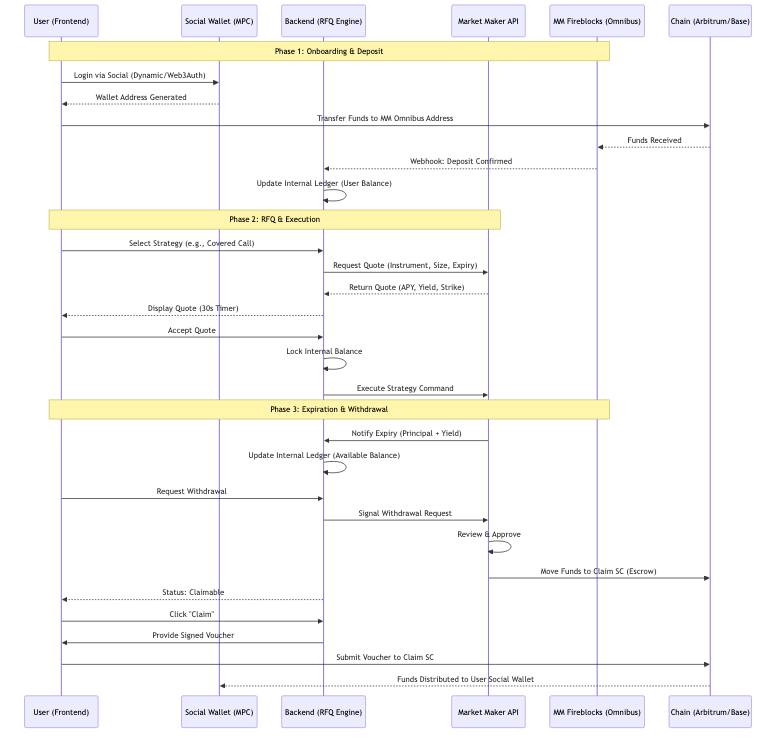 User (Frontend)
Social Wallet (MPC)
Backend (RFQ Engine)
Market Maker API
MM Fireblocks (Omnibus)
Chain (Arbitrum/Base)
Phase 1: Onboarding & Deposit
Login via Social (Dynamic/Web3Auth)
Wallet Address Generated
Transfer Funds to MM Omnibus Address
Funds Received
Webhook: Deposit Confirmed
Update Internal Ledger (User Balance)
Phase 2: RFQ & Execution
Select Strategy (e.g., Covered Call)
Request Quote (Instrument, Size, Expiry)
Return Quote (APY, Yield, Strike)
Display Quote (30s Timer)
Accept Quote
Lock Internal Balance
Execute Strategy Command
Phase 3: Expiration & Withdrawal
Notify Expiry (Principal + Yield)
Update Internal Ledger (Available Balance)
Request Withdrawal
Signal Withdrawal Request
Review & Approve
Move Funds to Claim SC (Escrow)
Status: Claimable
Click "Claim"
Provide Signed Voucher
Submit Voucher to Claim SC
Funds Distributed to User Social Wallet
User (Frontend)
Social Wallet (MPC)
Backend (RFQ Engine)
Market Maker API
MM Fireblocks (Omnibus)
Chain (Arbitrum/Base)